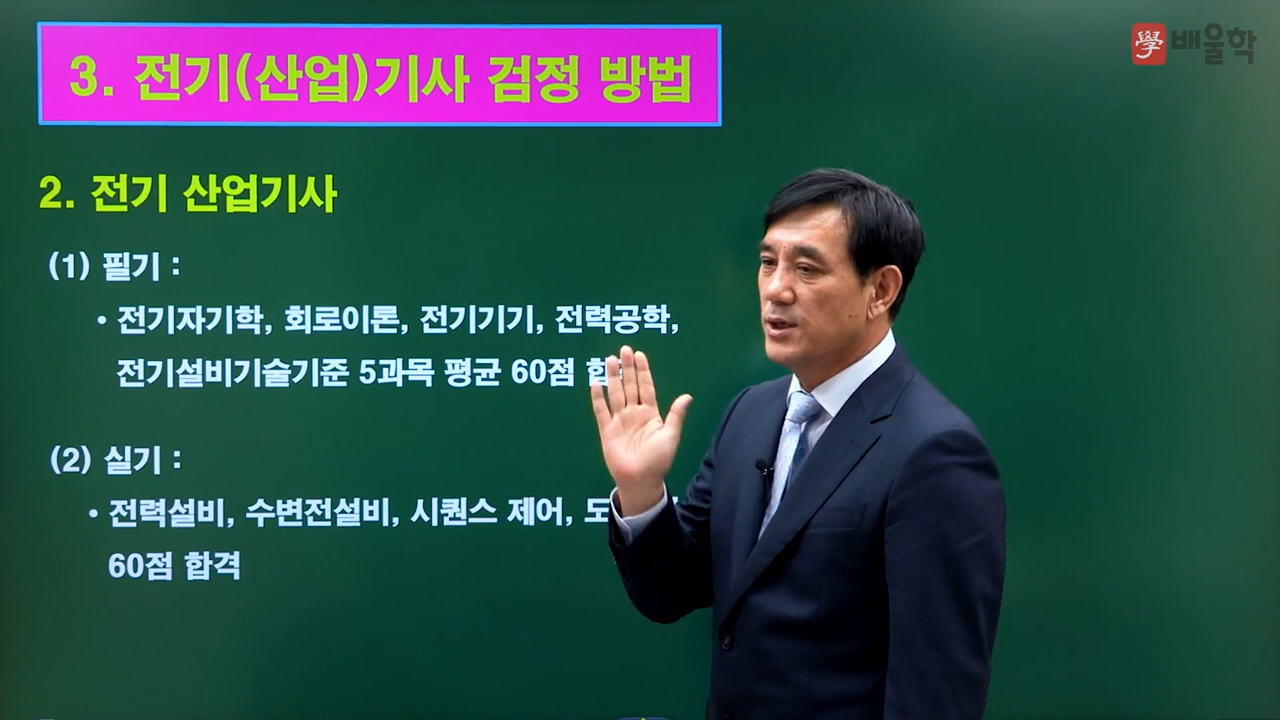 學 배울학
3. 전기(산업)기사 검정 방법
2. 전기 산업기사
(1) 필기 :
• 전기자기학, 회로이론, 전기기기, 전력공학,
전기설비기술기준 5과목 평균 60점
(2) 실기 :
• 전력설비, 수변전설비, 시퀀스 제어,
60점 합격